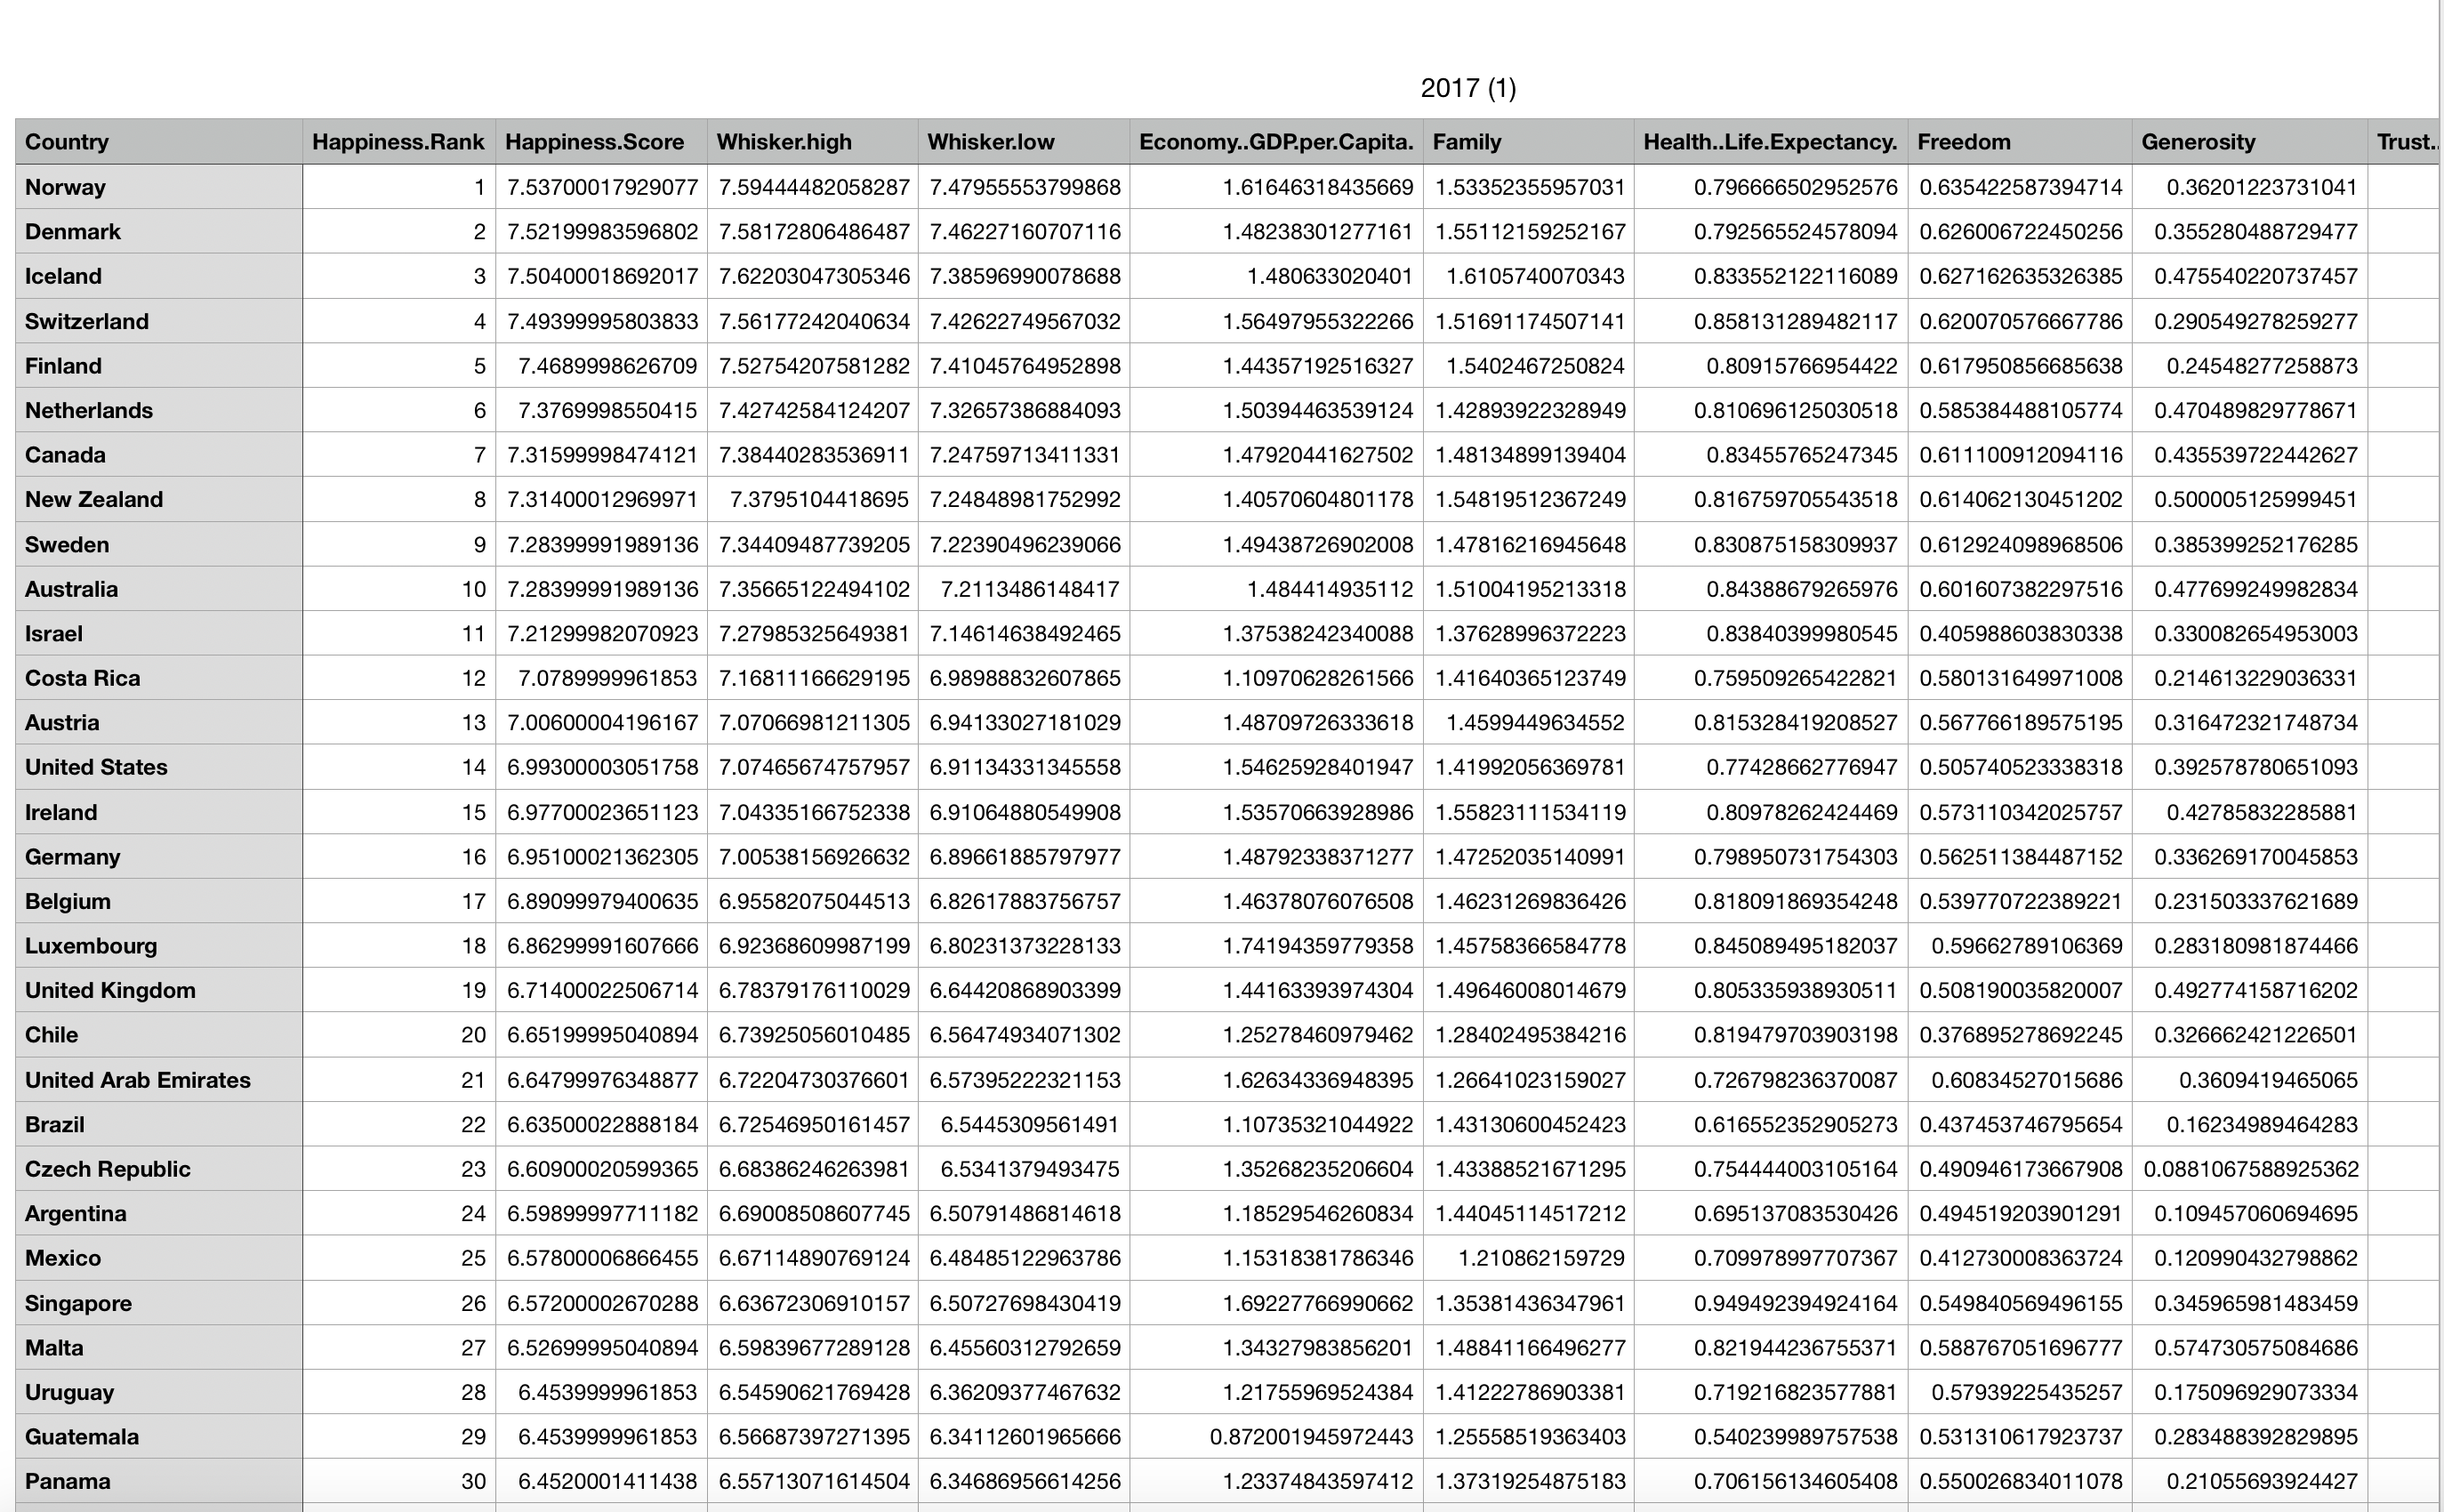 2017 (1)
Country Happiness.Rank Happiness.Score Whisker.high Whisker.low Economy..GDP.per.Capita. Family Health..Life.Expectancy. Freedom Generosity Trust..
Norway 1 7.53700017929077 7.59444482058287 7.47955553799868 1.61646318435669 1.53352355957031 0.796666502952576 0.635422587394714 0.36201223731041
Denmark 2 7.52199983596802 7.58172806486487 7.46227160707116 1.48238301277161 1.55112159252167 0.792565524578094 0.626006722450256 0.355280488729477
Iceland 3 7.50400018692017 7.62203047305346 7.38596990078688 1.480633020401 1.6105740070343 0.833552122116089 0.627162635326385 0.475540220737457
Switzerland 4 7.49399995803833 7.56177242040634 7.42622749567032 1.56497955322266 1.51691174507141 0.858131289482117 0.620070576667786 0.290549278259277
Finland 5 7.4689998626709 7.52754207581282 7.41045764952898 1.44357192516327 1.5402467250824 0.80915766954422 0.617950856685638 0.24548277258873
Netherlands 6 7.3769998550415 7.42742584124207 7.32657386884093 1.50394463539124 1.42893922328949 0.810696125030518 0.585384488105774 0.470489829778671
Canada 7 7.31599998474121 7.38440283536911 7.24759713411331 1.47920441627502 1.48134899139404 0.83455765247345 0.611100912094116 0.435539722442627
New Zealand 8 7.31400012969971 7.3795104418695 7.24848981752992 1.40570604801178 1.54819512367249 0.816759705543518 0.614062130451202 0.500005125999451
Sweden 9 7.28399991989136 7.34409487739205 7.22390496239066 1.49438726902008 1.47816216945648 0.830875158309937 0.612924098968506 0.385399252176285
Australia 10 7.28399991989136 7.35665122494102 7.2113486148417 1.484414935112 1.51004195213318 0.84388679265976 0.601607382297516 0.477699249982834
Israel 11 7.21299982070923 7.27985325649381 7.14614638492465 1.37538242340088 1.37628996372223 0.83840399980545 0.405988603830338 0.330082654953003
Costa Rica 12 7.0789999961853 7.16811166629195 6.98988832607865 1.10970628261566 1.41640365123749 0.759509265422821 0.580131649971008 0.214613229036331
Austria 13 7.00600004196167 7.07066981211305 6.94133027181029 1.48709726333618 1.4599449634552 0.815328419208527 0.567766189575195 0.316472321748734
United States 14 6.99300003051758 7.07465674757957 6.91134331345558 1.54625928401947 1.41992056369781 0.77428662776947 0.505740523338318 0.392578780651093
Ireland 15 6.97700023651123 7.04335166752338 6.91064880549908 1.53570663928986 1.55823111534119 0.80978262424469 0.573110342025757 0.42785832285881
Germany 16 6.95100021362305 7.00538156926632 6.89661885797977 1.48792338371277 1.47252035140991 0.798950731754303 0.562511384487152 0.336269170045853
Belgium 17 6.89099979400635 6.95582075044513 6.82617883756757 1.46378076076508 1.46231269836426 0.818091869354248 0.539770722389221 0.231503337621689
Luxembourg 18 6.86299991607666 6.92368609987199 6.80231373228133 1.74194359779358 1.45758366584778 0.845089495182037 0.59662789106369 0.283180981874466
United Kingdom 19 6.71400022506714 6.78379176110029 6.64420868903399 1.44163393974304 1.49646008014679 0.805335938930511 0.508190035820007 0.492774158716202
Chile 20 6.65199995040894 6.73925056010485 6.56474934071302 1.25278460979462 1.28402495384216 0.819479703903198 0.376895278692245 0.326662421226501
United Arab Emirates 21 6.64799976348877 6.72204730376601 6.57395222321153 1.62634336948395 1.26641023159027 0.726798236370087 0.60834527015686 0.3609419465065
Brazil 22 6.63500022888184 6.72546950161457 6.5445309561491 1.10735321044922 1.43130600452423 0.616552352905273 0.437453746795654 0.16234989464283
Czech Republic 23 6.60900020599365 6.68386246263981 6.5341379493475 1.35268235206604 1.43388521671295 0.754444003105164 0.490946173667908 0.0881067588925362
Argentina 24 6.59899997711182 6.69008508607745 6.50791486814618 1.18529546260834 1.44045114517212 0.695137083530426 0.494519203901291 0.109457060694695
Mexico 25 6.57800006866455 6.67114890769124 6.48485122963786 1.15318381786346 1.210862159729 0.709978997707367 0.412730008363724 0.120990432798862
Singapore 26 6.57200002670288 6.63672306910157 6.50727698430419 1.69227766990662 1.35381436347961 0.949492394924164 0.549840569496155 0.345965981483459
Malta 27 6.52699995040894 6.59839677289128 6.45560312792659 1.34327983856201 1.48841166496277 0.821944236755371 0.588767051696777 0.574730575084686
Uruguay 28 6.4539999961853 6.54590621769428 6.36209377467632 1.21755969524384 1.41222786903381 0.719216823577881 0.57939225435257 0.175096929073334
Guatemala 29 6.4539999961853 6.56687397271395 6.34112601965666 0.872001945972443 1.25558519363403 0.540239989757538 0.531310617923737 0.283488392829895
Panama 30 6.4520001411438 6.55713071614504 6.34686956614256 1.23374843597412 1.37319254875183 0.706156134605408 0.550026834011078 0.21055693924427